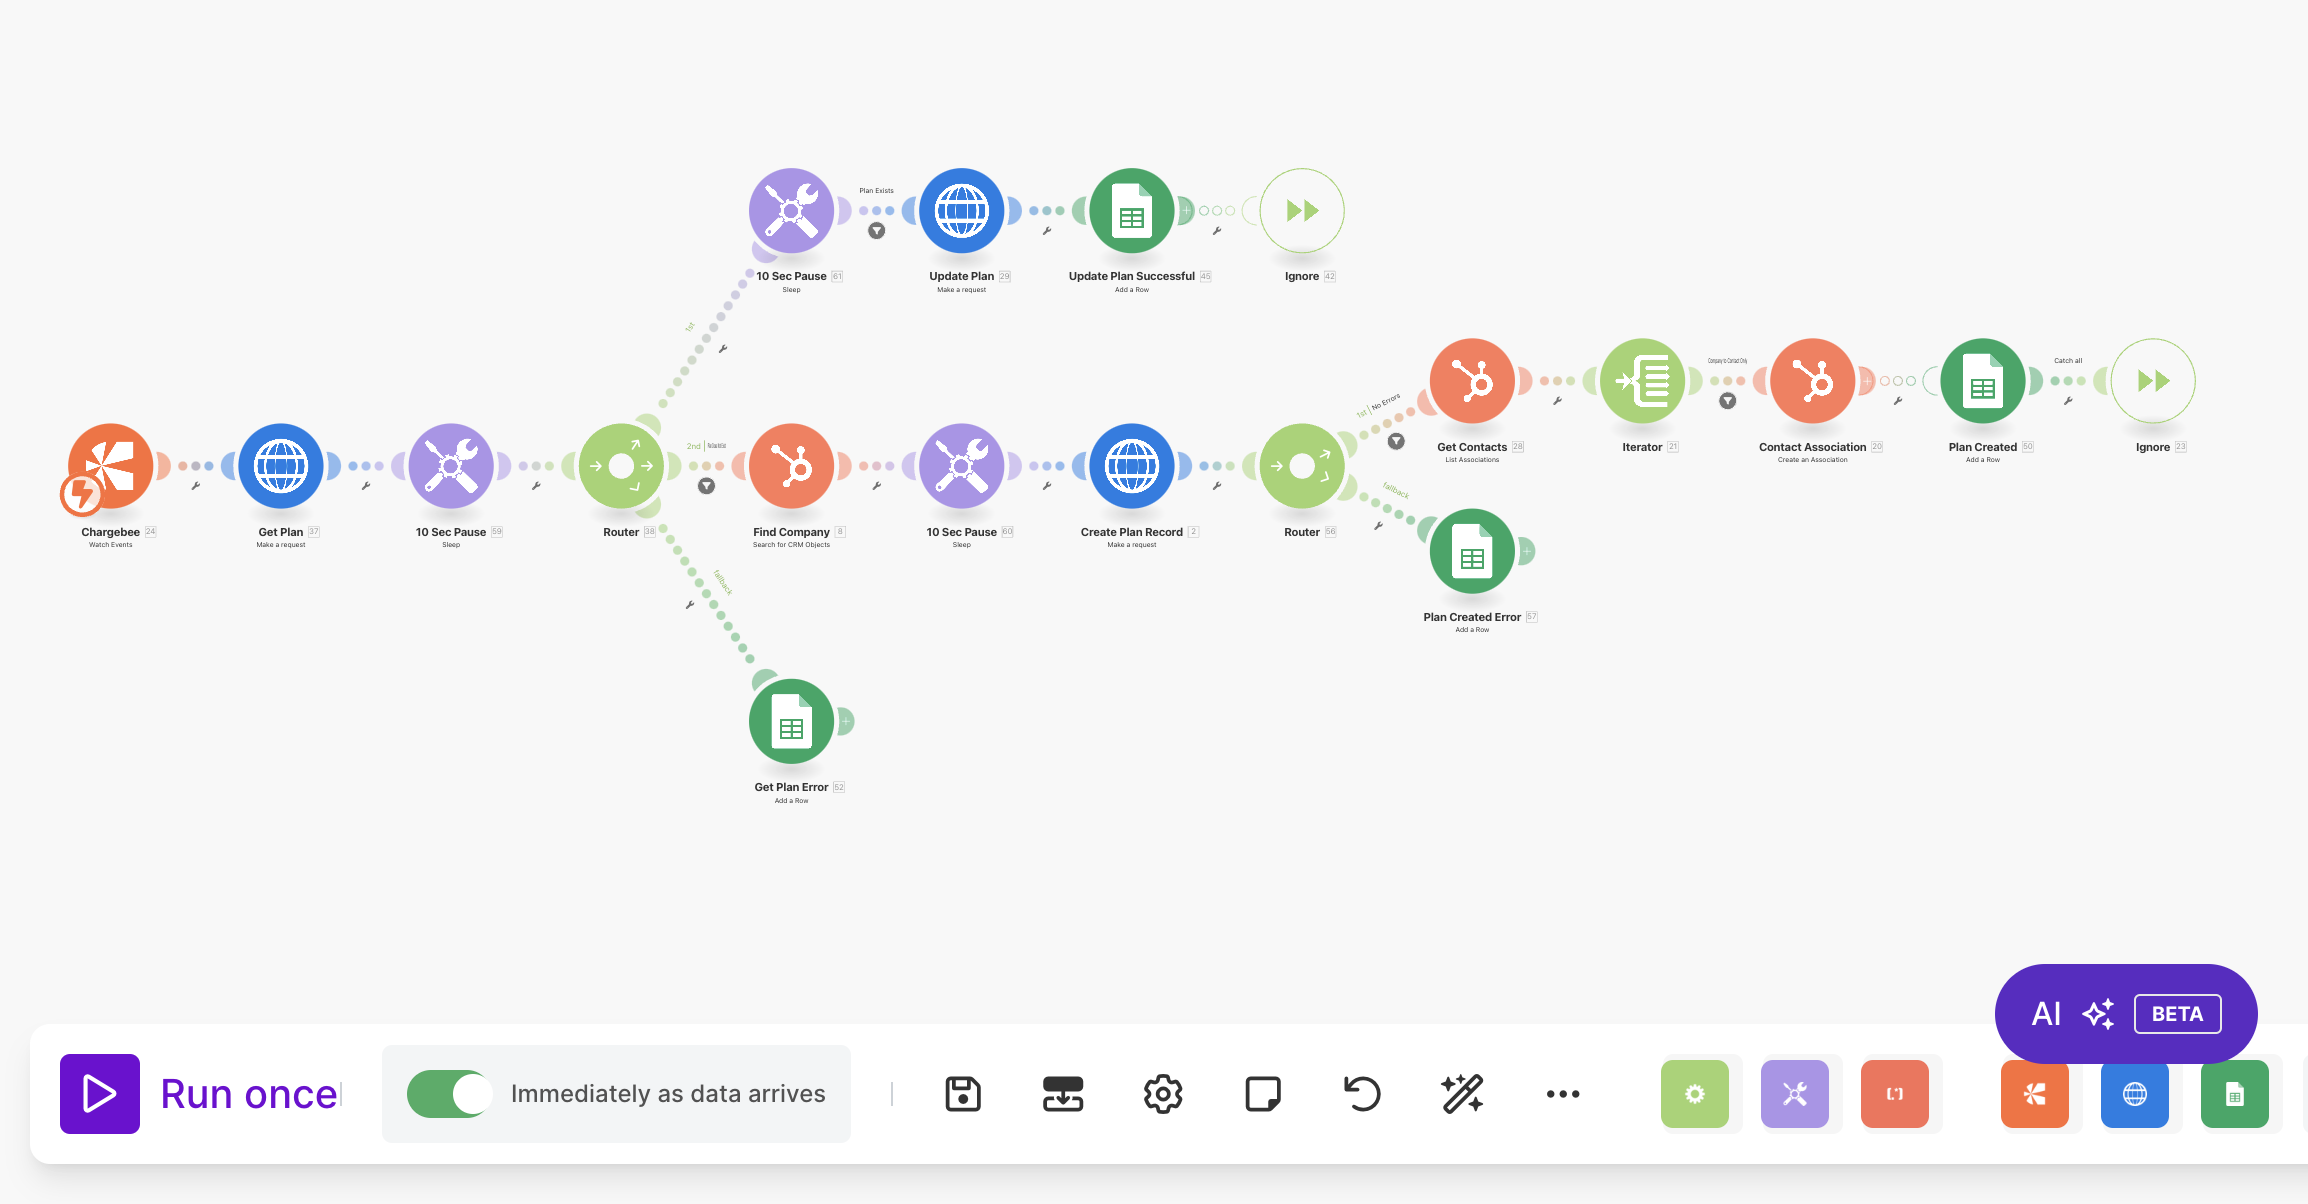 Plan Exists
10 Sec Pause 61
Sleep
Update Plan 29
Make a request
Update Plan Successful 45
Add a Row
Ignore 42
1st
1st | No Errors
Get Contacts 28
List Associations
Iterator 21
Company to Contact Only
Contact Association 20
Create an Association
Plan Created 50
Add a Row
Catch all
Ignore 23
Chargebee 24
Watch Events
Get Plan 37
Make a request
10 Sec Pause 59
Sleep
Router 38
2nd
Find Company 8
Search for CRM Objects
10 Sec Pause 60
Sleep
Create Plan Record 2
Make a request
Router 56
fallback
Plan Created Error 57
Add a Row
fallback
Get Plan Error 52
Add a Row
AI BETA
Run once
Immediately as data arrives